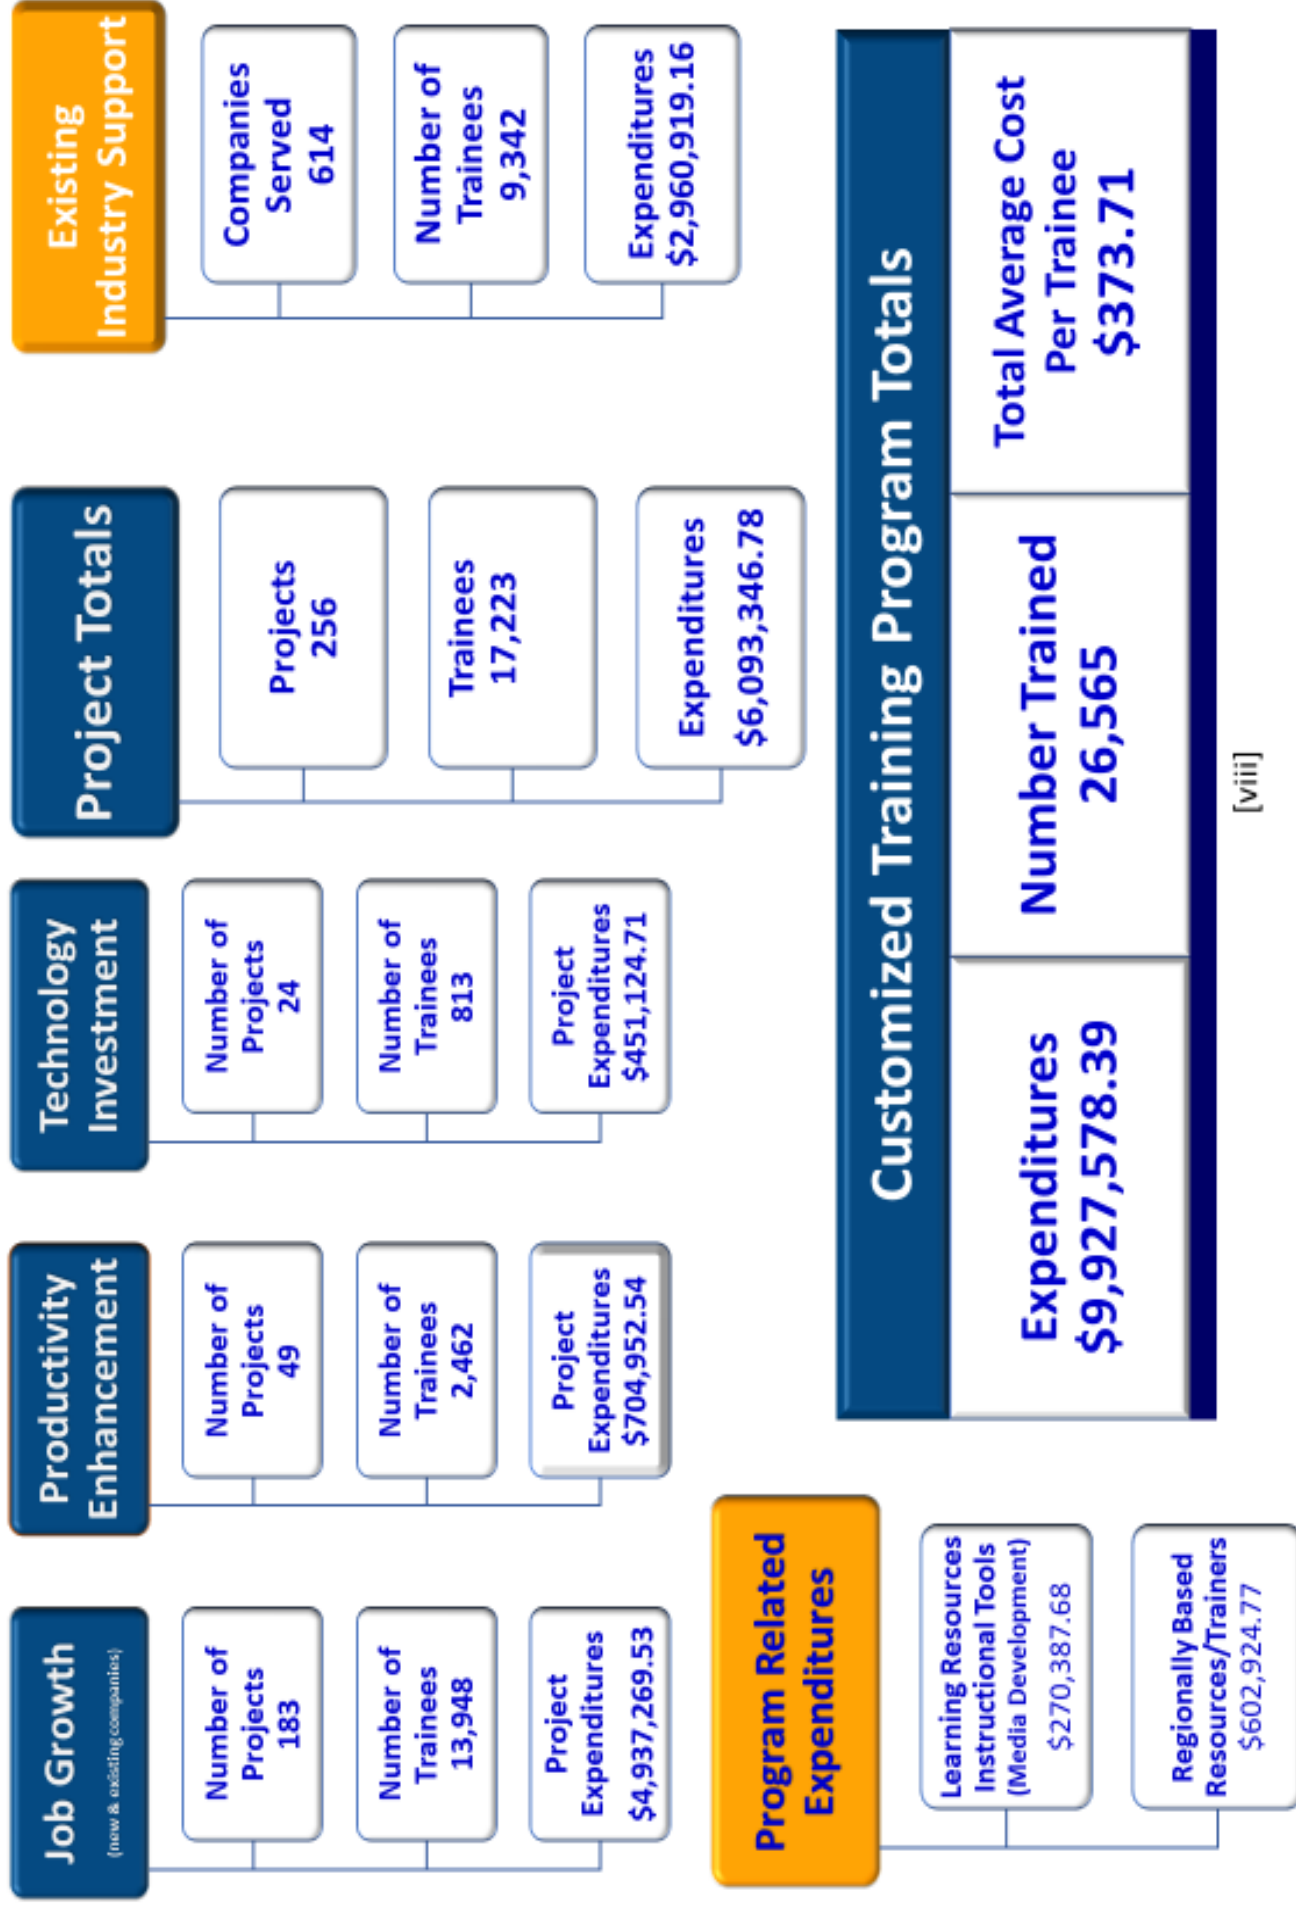 Job Growth
(new & existing companies)
Number of
Projects
183
Number of
Trainees
13,948
Project
Expenditures
$4,937,269.53
Productivity
Enhancement
Number of
Projects
49
Number of
Trainees
2,462
Project
Expenditures
$704,952.54
Technology
Investment
Number of
Projects
24
Number of
Trainees
813
Project
Expenditures
$451,124.71
Project Totals
Projects
256
Trainees
17,223
Expenditures
$6,093,346.78
Existing
Industry Support
Companies
Served
614
Number of
Trainees
9,342
Expenditures
$2,960,919.16
Program Related
Expenditures
Learning Resources
Instructional Tools
(Media Development)
$270,387.68
Regionally Based
Resources/Trainers
$602,924.77
Customized Training Program Totals
Expenditures
$9,927,578.39
Number Trained
26,565
Total Average Cost
Per Trainee
$373.71
[viii]